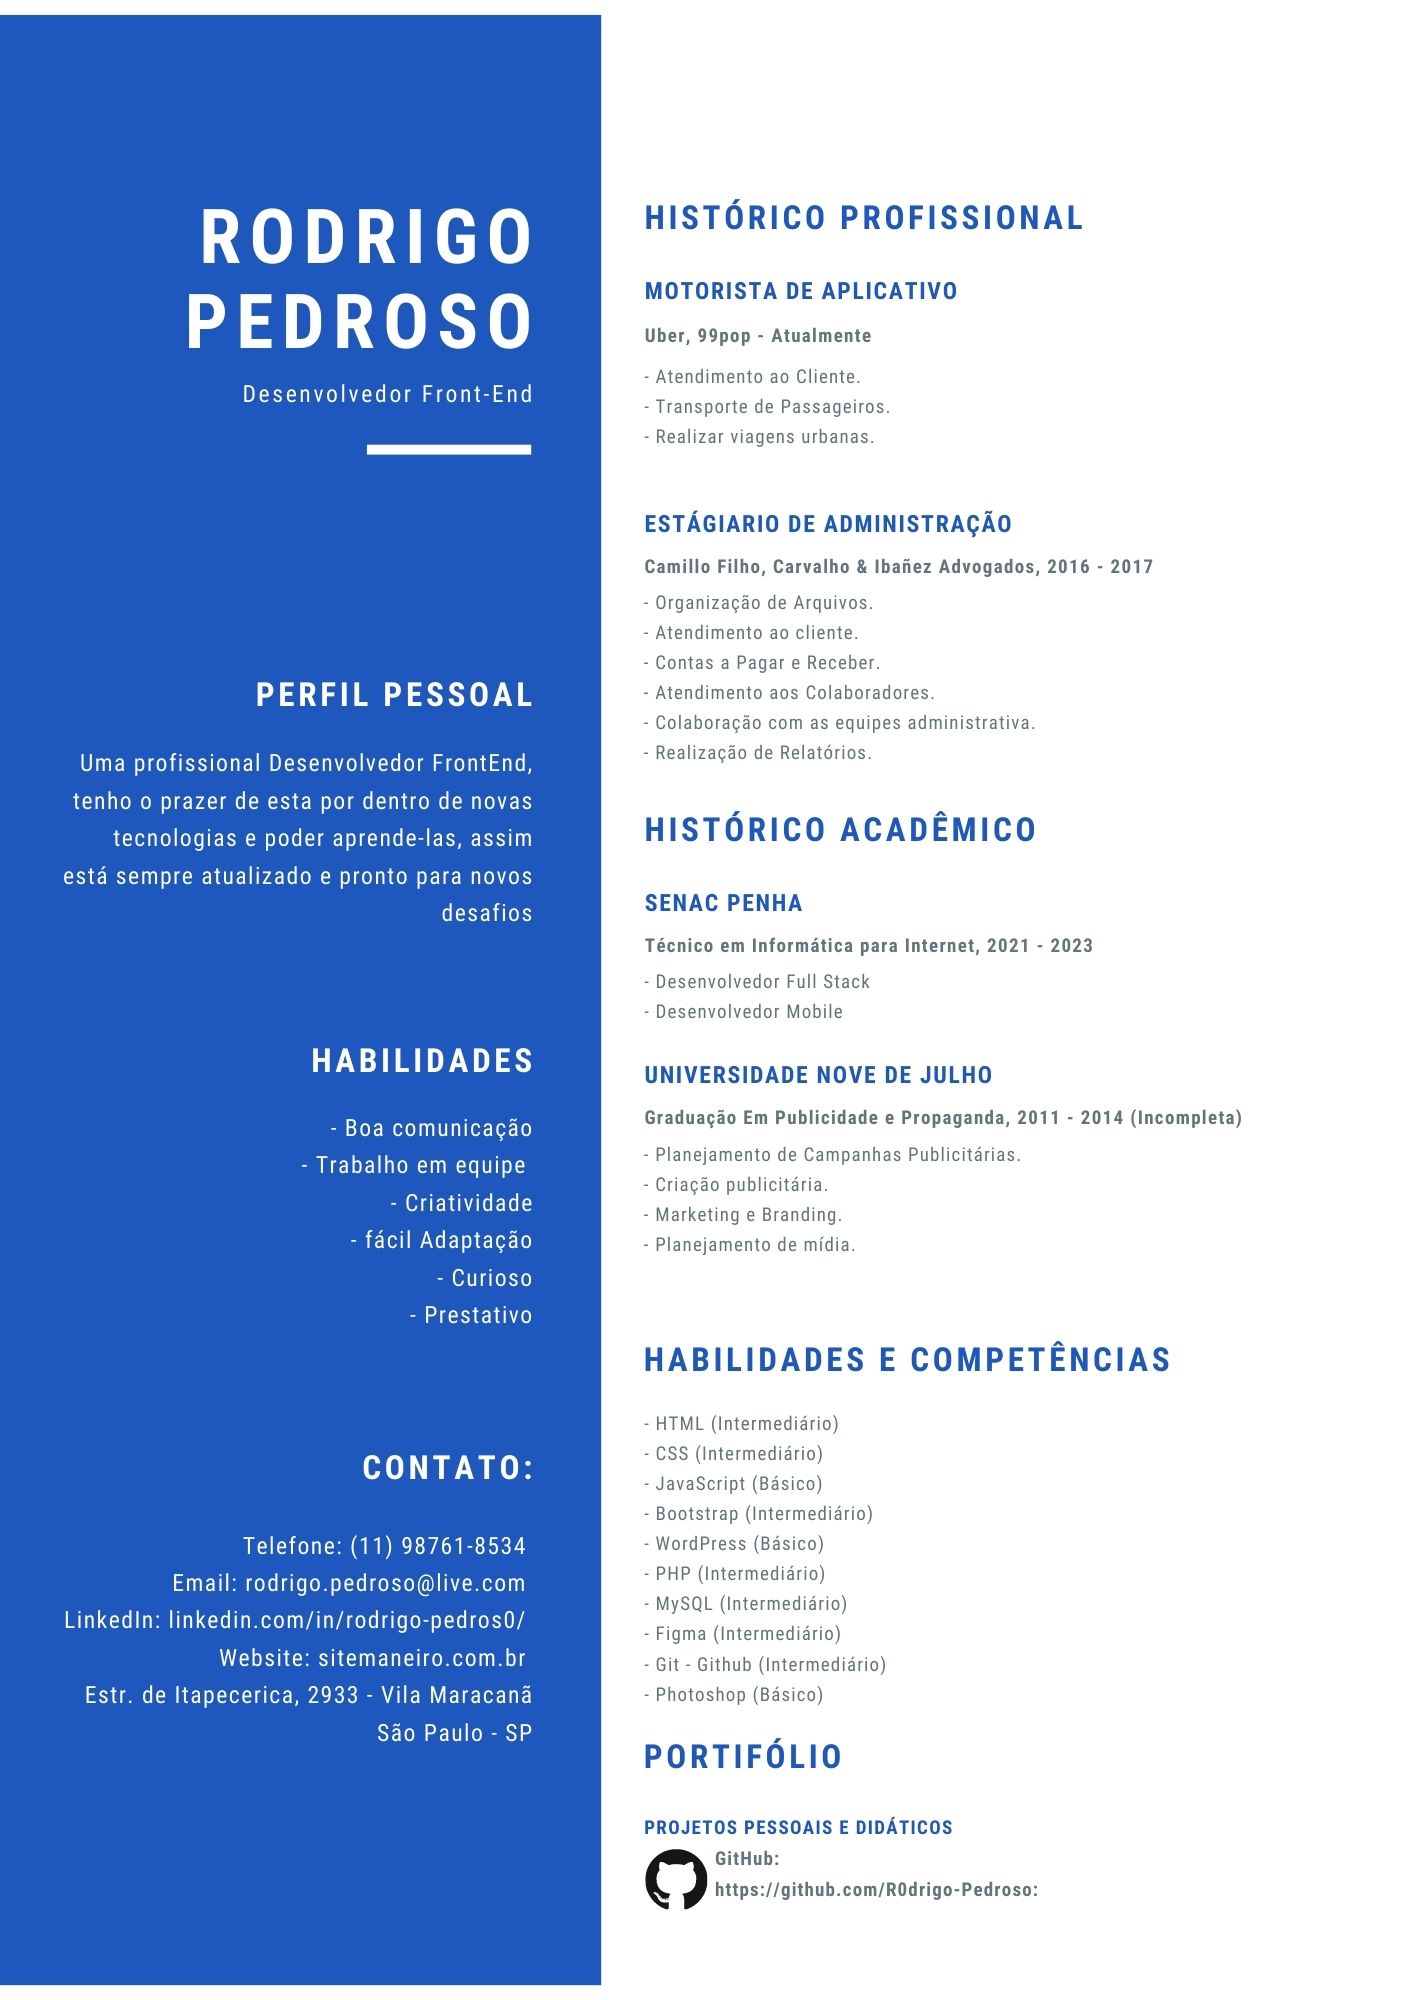 RODRIGO
PEDROSO
Desenvolvedor Front-End
PERFIL PESSOAL
Uma profissional Desenvolvedor FrontEnd,
tenho o prazer de esta por dentro de novas
tecnologias e poder aprende-las, assim
está sempre atualizado e pronto para novos
desafios
HABILIDADES
- Boa comunicação
- Trabalho em equipe
- Criatividade
- fácil Adaptação
- Curioso
- Prestativo
CONTATO:
Telefone: (11) 98761-8534
Email: rodrigo.pedroso@live.com
LinkedIn: linkedin.com/in/rodrigo-pedros0/
Website: sitemaneiro.com.br
Estr. de Itapecerica, 2933 - Vila Maracanã
São Paulo - SP
HISTÓRICO PROFISSIONAL
MOTORISTA DE APLICATIVO
Uber, 99pop - Atualmente
- Atendimento ao Cliente.
- Transporte de Passageiros.
- Realizar viagens urbanas.
ESTÁGIARIO DE ADMINISTRAÇÃO
Camillo Filho, Carvalho & Ibañez Advogados, 2016 - 2017
- Organização de Arquivos.
- Atendimento ao cliente.
- Contas a Pagar e Receber.
- Atendimento aos Colaboradores.
- Colaboração com as equipes administrativa.
- Realização de Relatórios.
HISTÓRICO ACADÊMICO
SENAC PENHA
Técnico em Informática para Internet, 2021 - 2023
- Desenvolvedor Full Stack
- Desenvolvedor Mobile
UNIVERSIDADE NOVE DE JULHO
Graduação Em Publicidade e Propaganda, 2011 - 2014 (Incompleta)
- Planejamento de Campanhas Publicitárias.
- Criação publicitária.
- Marketing e Branding.
- Planejamento de mídia.
HABILIDADES E COMPETÊNCIAS
- HTML (Intermediário)
- CSS (Intermediário)
- JavaScript (Básico)
- Bootstrap (Intermediário)
- WordPress (Básico)
- PHP (Intermediário)
- MySQL (Intermediário)
- Figma (Intermediário)
- Git - Github (Intermediário)
- Photoshop (Básico)
PORTIFÓLIO
PROJETOS PESSOAIS E DIDÁTICOS
GitHub:
https://github.com/R0drigo-Pedroso: